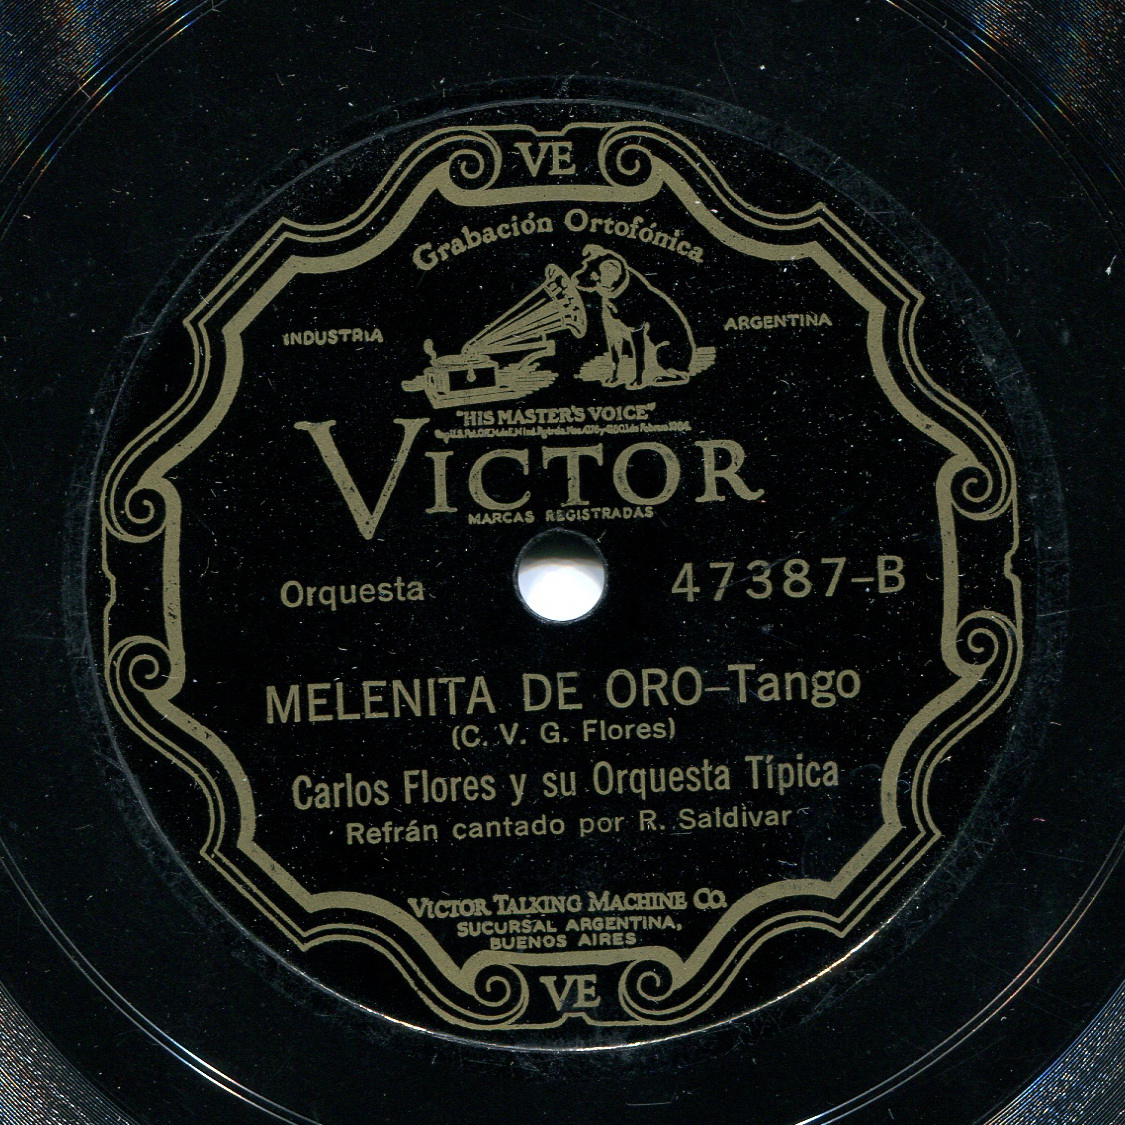 VE
Grabación Ortofónica
INDUSTRIA
ARGENTINA
"HIS MASTER'S VOICE"
VICTOR
MARCAS REGISTRADAS
Orquesta
47387-B
MELENITA DE ORO-Tango
(C. V. G. Flores)
Carlos Flores y su Orquesta Típica
Refrán cantado por R. Saldivar
VICTOR TALKING MACHINE CO.
SUCURSAL ARGENTINA,
BUENOS AIRES
VE